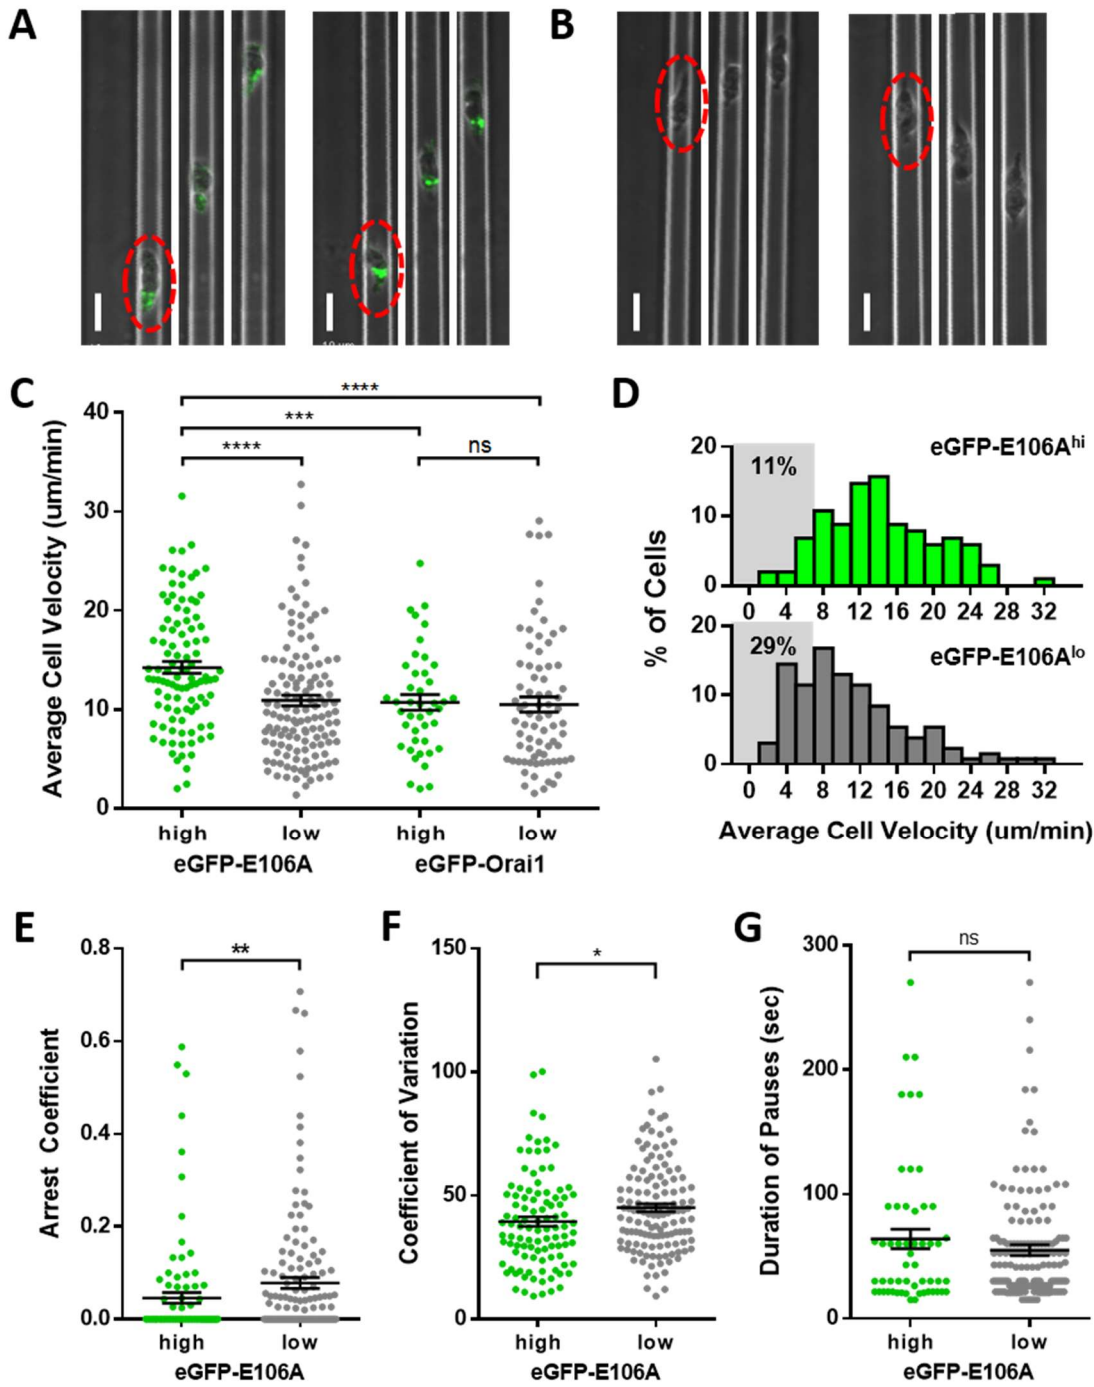 A
B
10 um
C
****
***
****
ns
Average Cell Velocity (um/min)
40
30
20
10
0
high
low
high
low
eGFP-E106A
eGFP-Orai1
D
20
11%
eGFP-E106Ahi
10
0
0 4 8 12 16 20 24 28 32
% of Cells
20
29%
eGFP-E106Alo
10
0
0 4 8 12 16 20 24 28 32
Average Cell Velocity (um/min)
E
**
Arrest Coefficient
0.8
0.6
0.4
0.2
0.0
high
low
eGFP-E106A
F
*
Coefficient of Variation
150
100
50
0
high
low
eGFP-E106A
G
ns
Duration of Pauses (sec)
300
200
100
0
high
low
eGFP-E106A